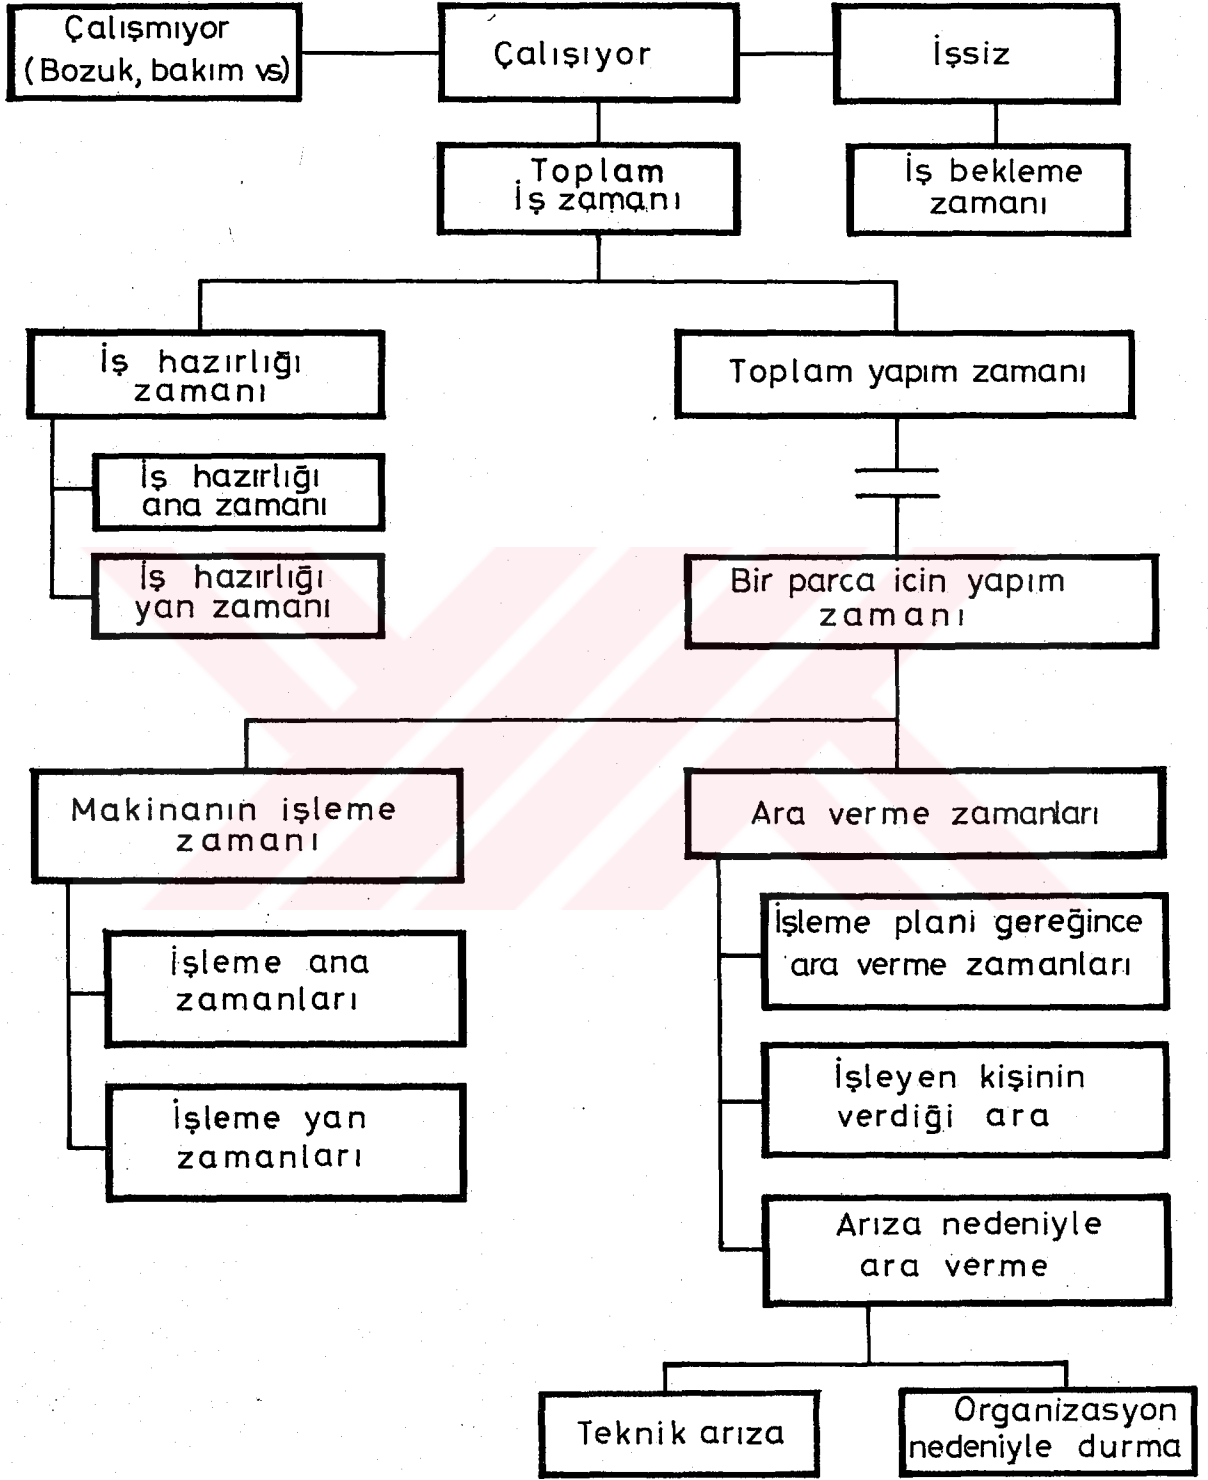 Çalışmıyor
(Bozuk, bakım vs)
Çalışıyor
İşsiz
Toplam
İş zamanı
İş bekleme
zamanı
İş hazırlığı
zamanı
Toplam yapım zamanı
İş hazırlığı
ana zamanı
İş hazırlığı
yan zamanı
Bir parca icin yapım
zamanı
Makinanın işleme
zamanı
Ara verme zamanları
İşleme plani gereğince
ara verme zamanları
İşleme ana
zamanları
İşleyen kişinin
verdiği ara
İşleme yan
zamanları
Arıza nedeniyle
ara verme
Teknik arıza
Organizasyon
nedeniyle durma